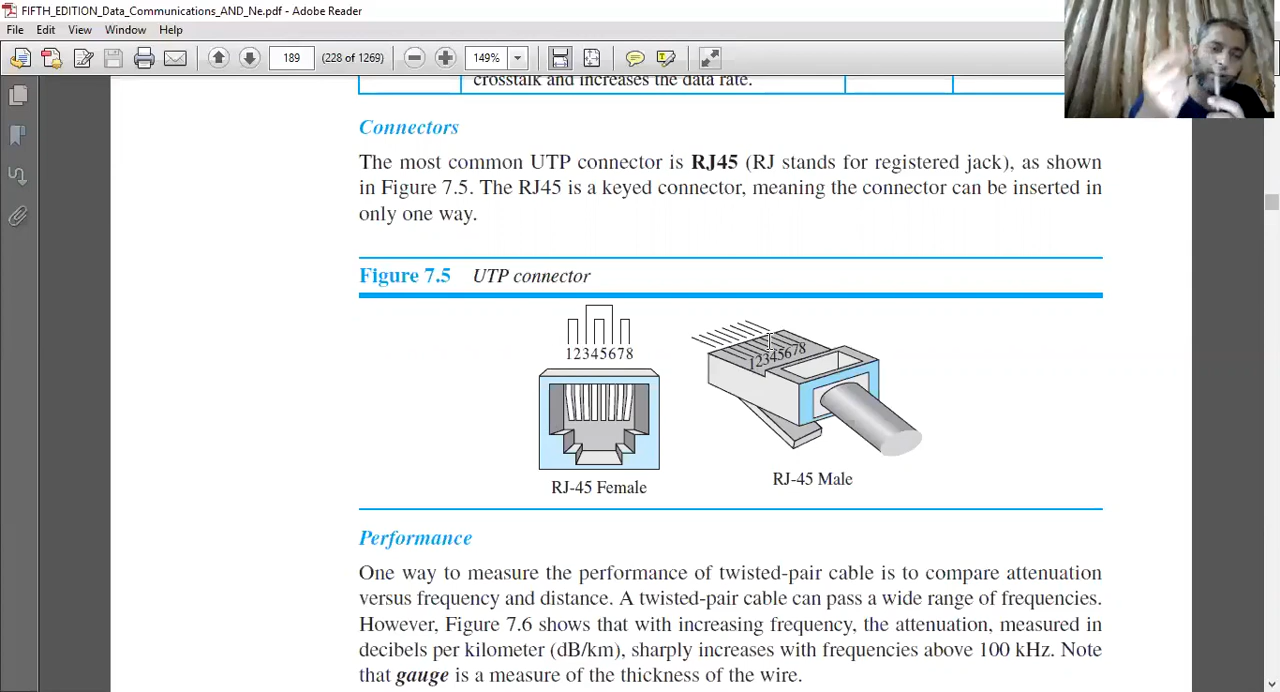 FIFTH_EDITION_Data_Communications_AND_Ne.pdf - Adobe Reader
File Edit View Window Help
189 (228 of 1269) 149%
crosstalk and increases the data rate.
Connectors
The most common UTP connector is RJ45 (RJ stands for registered jack), as shown
in Figure 7.5. The RJ45 is a keyed connector, meaning the connector can be inserted in
only one way.
Figure 7.5 UTP connector
12345678
12345678
RJ-45 Female
RJ-45 Male
Performance
One way to measure the performance of twisted-pair cable is to compare attenuation
versus frequency and distance. A twisted-pair cable can pass a wide range of frequencies.
However, Figure 7.6 shows that with increasing frequency, the attenuation, measured in
decibels per kilometer (dB/km), sharply increases with frequencies above 100 kHz. Note
that gauge is a measure of the thickness of the wire.